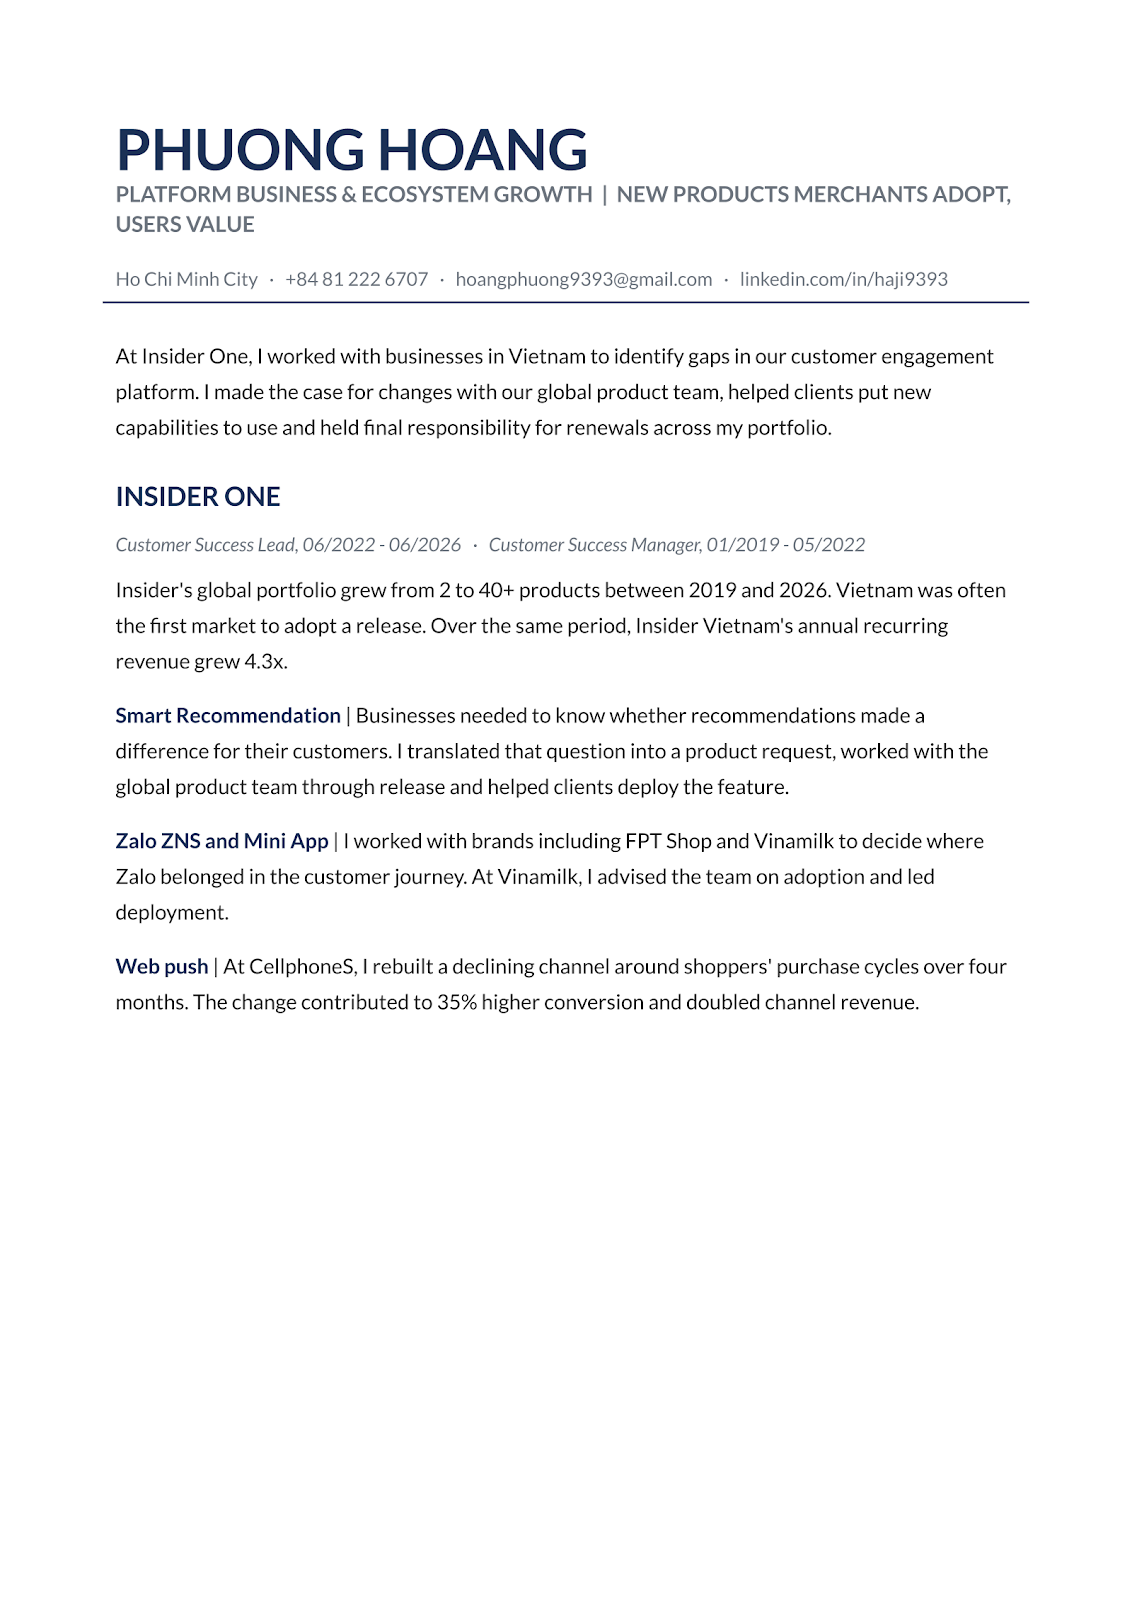 PHUONG HOANG
PLATFORM BUSINESS & ECOSYSTEM GROWTH | NEW PRODUCTS MERCHANTS ADOPT,
USERS VALUE
Ho Chi Minh City · +84 81 222 6707 · hoangphuong9393@gmail.com · linkedin.com/in/haji9393
At Insider One, I worked with businesses in Vietnam to identify gaps in our customer engagement
platform. I made the case for changes with our global product team, helped clients put new
capabilities to use and held final responsibility for renewals across my portfolio.
INSIDER ONE
Customer Success Lead, 06/2022 - 06/2026 · Customer Success Manager, 01/2019 - 05/2022
Insider's global portfolio grew from 2 to 40+ products between 2019 and 2026. Vietnam was often
the first market to adopt a release. Over the same period, Insider Vietnam's annual recurring
revenue grew 4.3x.
Smart Recommendation | Businesses needed to know whether recommendations made a
difference for their customers. I translated that question into a product request, worked with the
global product team through release and helped clients deploy the feature.
Zalo ZNS and Mini App | I worked with brands including FPT Shop and Vinamilk to decide where
Zalo belonged in the customer journey. At Vinamilk, I advised the team on adoption and led
deployment.
Web push | At CellphoneS, I rebuilt a declining channel around shoppers' purchase cycles over four
months. The change contributed to 35% higher conversion and doubled channel revenue.